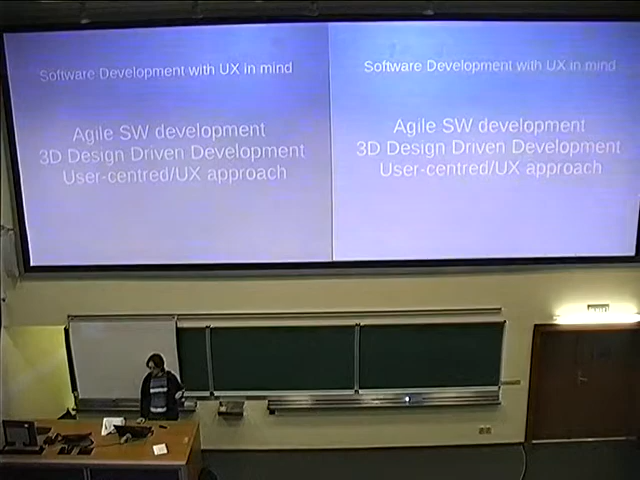 Software Development with UX in mind
Agile SW development
3D Design Driven Development
User-centred/UX approach
Software Development with UX in mind
Agile SW development
3D Design Driven Development
User-centred/UX approach